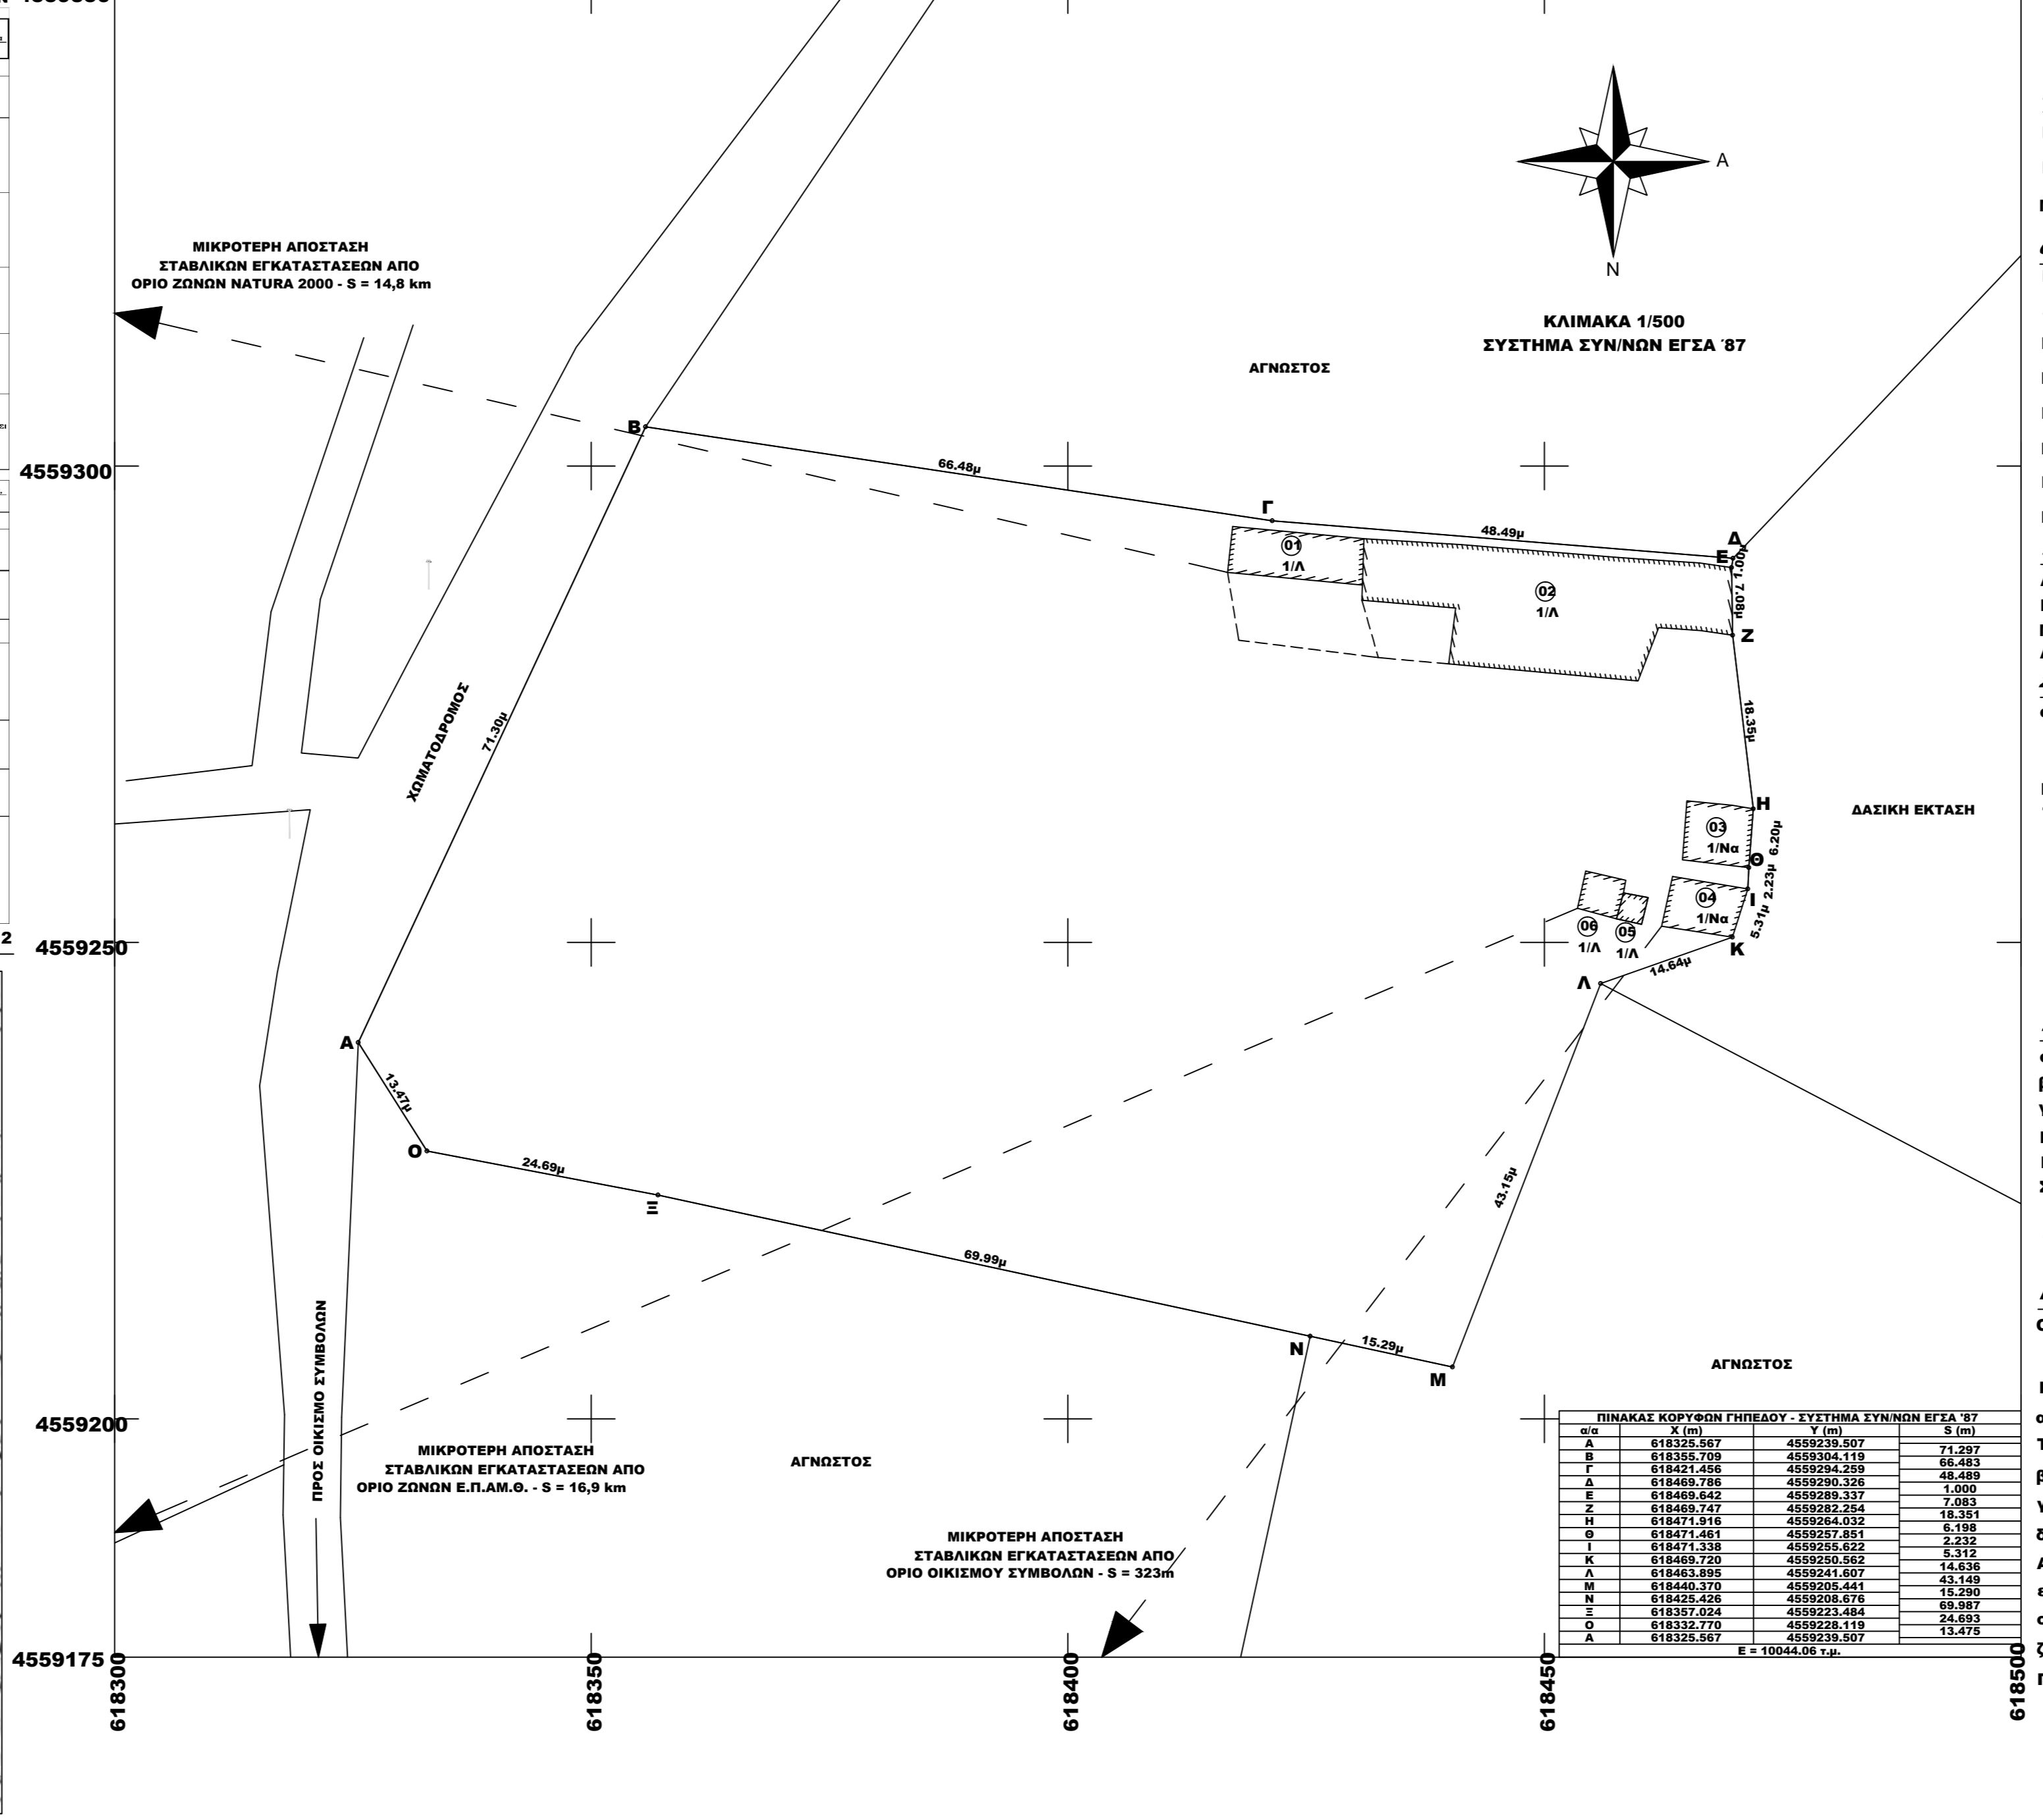 A
N
ΚΛΙΜΑΚΑ 1/500
ΣΥΣΤΗΜΑ ΣΥΝ/ΝΩΝ ΕΓΣΑ '87
ΜΙΚΡΟΤΕΡΗ ΑΠΟΣΤΑΣΗ
ΣΤΑΒΛΙΚΩΝ ΕΓΚΑΤΑΣΤΑΣΕΩΝ ΑΠΟ
ΟΡΙΟ ΖΩΝΩΝ NATURA 2000 - S = 14,8 km
ΑΓΝΩΣΤΟΣ
4559300
Β
66.48μ
Γ
48.49μ
Δ
Ε
1.00μ
7.08μ
Ζ
01
1/Λ
02
1/Λ
ΧΩΜΑΤΟΔΡΟΜΟΣ
71.30μ
18.35μ
Η
ΔΑΣΙΚΗ ΕΚΤΑΣΗ
03
1/Να
6.20μ
Θ
2.23μ
Ι
04
1/Να
5.31μ
06
1/Λ
05
1/Λ
Κ
4559250
14.64μ
Λ
Α
13.47μ
Ο
24.69μ
Ξ
43.15μ
69.99μ
Ν
15.29μ
Μ
ΑΓΝΩΣΤΟΣ
4559200
ΠΡΟΣ ΟΙΚΙΣΜΟ ΣΥΜΒΟΛΩΝ
ΜΙΚΡΟΤΕΡΗ ΑΠΟΣΤΑΣΗ
ΣΤΑΒΛΙΚΩΝ ΕΓΚΑΤΑΣΤΑΣΕΩΝ ΑΠΟ
ΟΡΙΟ ΖΩΝΩΝ Ε.Π.ΑΜ.Θ. - S = 16,9 km
ΑΓΝΩΣΤΟΣ
ΜΙΚΡΟΤΕΡΗ ΑΠΟΣΤΑΣΗ
ΣΤΑΒΛΙΚΩΝ ΕΓΚΑΤΑΣΤΑΣΕΩΝ ΑΠΟ
ΟΡΙΟ ΟΙΚΙΣΜΟΥ ΣΥΜΒΟΛΩΝ - S = 323m
ΠΙΝΑΚΑΣ ΚΟΡΥΦΩΝ ΓΗΠΕΔΟΥ - ΣΥΣΤΗΜΑ ΣΥΝ/ΝΩΝ ΕΓΣΑ '87
α/α X (m) Y (m) S (m)
Α 618325.567 4559239.507
71.297
Β 618355.709 4559304.119
66.483
Γ 618421.456 4559294.259
48.489
Δ 618469.786 4559290.326
1.000
Ε 618469.642 4559289.337
7.083
Ζ 618469.747 4559282.254
18.351
Η 618471.916 4559264.032
6.198
Θ 618471.461 4559257.851
2.232
Ι 618471.338 4559255.622
5.312
Κ 618469.720 4559250.562
14.636
Λ 618463.895 4559241.607
43.149
Μ 618440.370 4559205.441
15.290
Ν 618425.426 4559208.676
69.987
Ξ 618357.024 4559223.484
24.693
Ο 618332.770 4559228.119
13.475
Α 618325.567 4559239.507
Ε = 10044.06 τ.μ.
4559175
618300
618350
618400
618450
618500